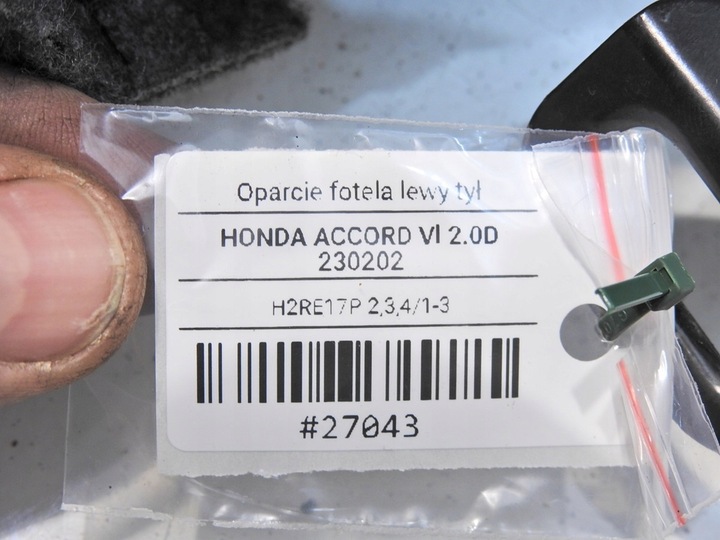 Oparcie fotela lewy tył
HONDA ACCORD VI 2.0D
230202
H2RE17P 2,3,4/1-3
#27043